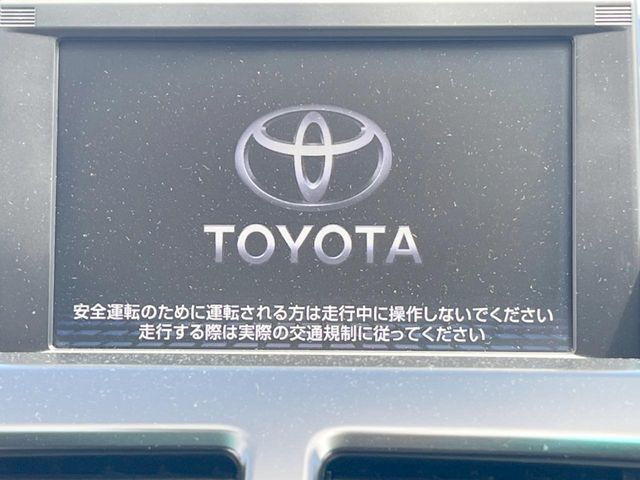 TOYOTA
安全運転のために運転される方は走行中に操作しないでください
走行する際は実際の交通規制に従ってください